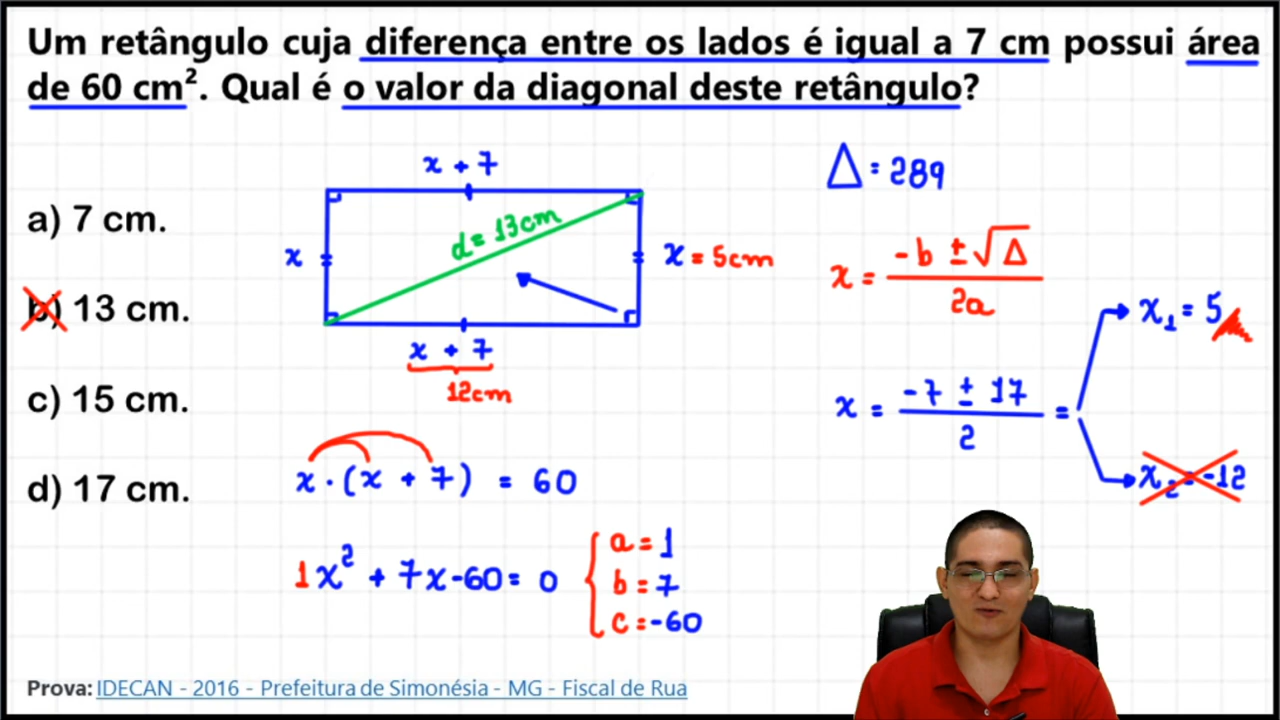 Um retângulo cuja diferença entre os lados é igual a 7 cm possui área
de 60 cm². Qual é o valor da diagonal deste retângulo?
a) 7 cm.
b) 13 cm.
c) 15 cm.
d) 17 cm.
x + 7
x
d = 13cm
x = 5cm
x + 7
12cm
x · (x + 7) = 60
1x² + 7x - 60 = 0
a = 1
b = 7
c = -60
Δ = 289
x = -b ± √Δ / 2a
x = -7 ± 17 / 2 =
x₁ = 5
x₂ = -12
Prova: IDECAN - 2016 - Prefeitura de Simonésia - MG - Fiscal de Rua